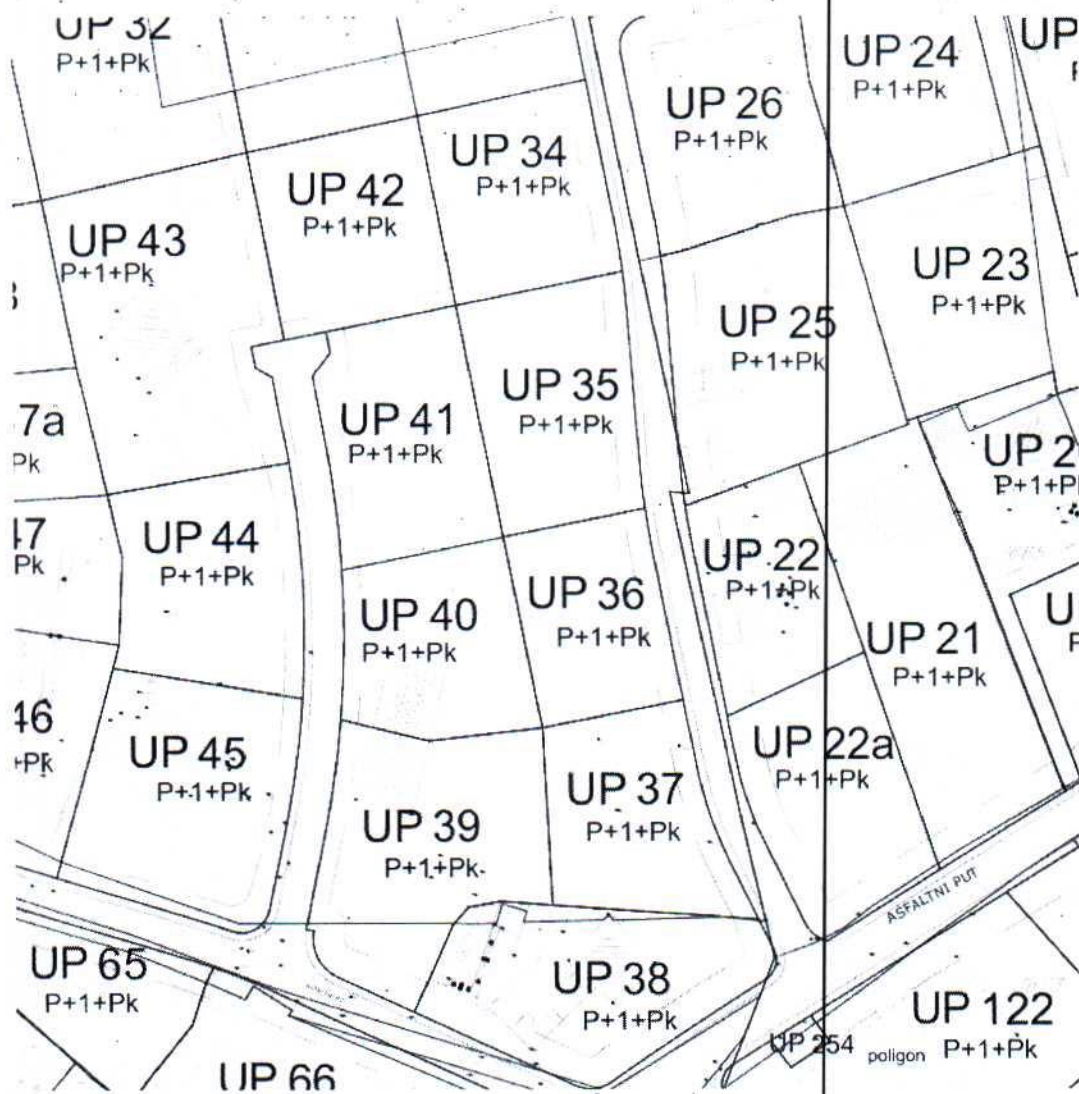 UP 32
P+1+Pk
UP 24
P+1+Pk
UP
UP 26
P+1+Pk
UP 34
P+1+Pk
UP 42
P+1+Pk
UP 43
P+1+Pk
UP 23
P+1+Pk
UP 25
P+1+Pk
UP 35
P+1+Pk
UP 41
P+1+Pk
7a
Pk
UP 2
P+1+P
47
Pk
UP 44
P+1+Pk
UP 22
P+1+Pk
UP 36
P+1+Pk
UP 40
P+1+Pk
UP 21
P+1+Pk
U
P
46
+Pk
UP 45
P+1+Pk
UP 22a
P+1+Pk
UP 37
P+1+Pk
UP 39
P+1+Pk
ASFALTNI PUT
UP 65
P+1+Pk
UP 38
P+1+Pk
UP 122
P+1+Pk
UP 254
poligon
UP 66